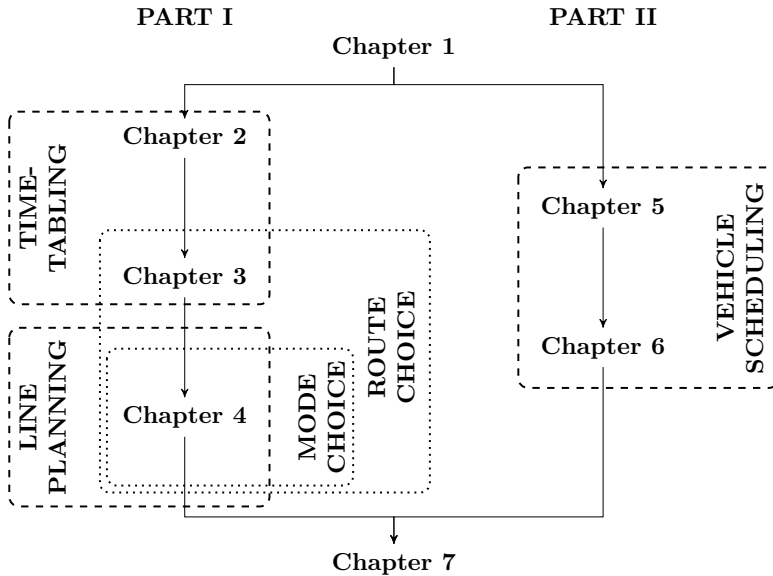 PART I
PART II
Chapter 1
Chapter 2
TIME-
TABLING
Chapter 3
ROUTE
CHOICE
Chapter 4
LINE
PLANNING
MODE
CHOICE
Chapter 5
VEHICLE
SCHEDULING
Chapter 6
Chapter 7